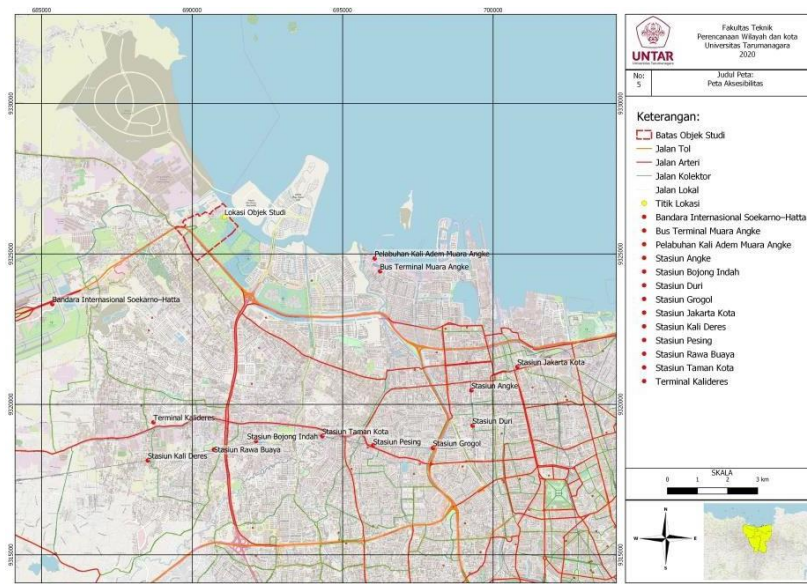 685000
690000
695000
700000
9330000
9330000
9325000
9325000
9320000
9320000
9315000
9315000
Lokasi Objek Studi
Pelabuhan Kali Adem Muara Angke
Bus Terminal Muara Angke
Bandara Internasional Soekarno-Hatta
Stasiun Jakarta Kota
Stasiun Angke
Terminal Kalideres
Stasiun Duri
Stasiun Taman Kota
Stasiun Bojong Indah
Stasiun Pesing
Stasiun Grogol
Stasiun Rawa Buaya
Stasiun Kali Deres
UNTAR
Universitas Tarumanagara
Fakultas Teknik
Perencanaan Wilayah dan kota
Universitas Tarumanagara
2020
No:
5
Judul Peta:
Peta Aksesibilitas
Keterangan:
Batas Objek Studi
Jalan Tol
Jalan Arteri
Jalan Kolektor
Jalan Lokal
Titik Lokasi
Bandara Internasional Soekarno-Hatta
Bus Terminal Muara Angke
Pelabuhan Kali Adem Muara Angke
Stasiun Angke
Stasiun Bojong Indah
Stasiun Duri
Stasiun Grogol
Stasiun Jakarta Kota
Stasiun Kali Deres
Stasiun Pesing
Stasiun Rawa Buaya
Stasiun Taman Kota
Terminal Kalideres
SKALA
0 1 2 3 km
N
W E
S